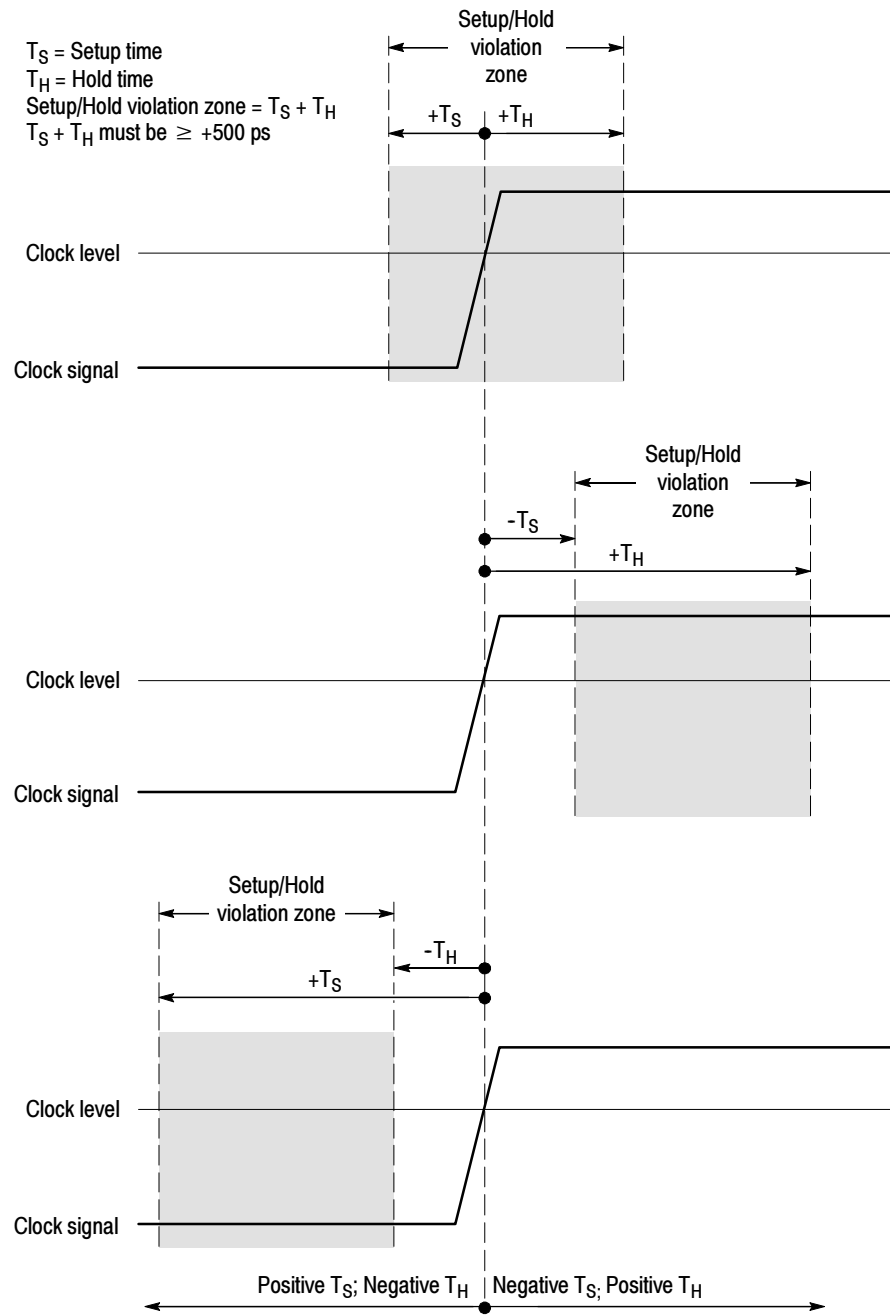 T_S = Setup time
T_H = Hold time
Setup/Hold violation zone = T_S + T_H
T_S + T_H must be ≥ +500 ps
Setup/Hold
violation
zone
+T_S
+T_H
Clock level
Clock signal
Setup/Hold
violation
zone
-T_S
+T_H
Clock level
Clock signal
Setup/Hold
violation zone
-T_H
+T_S
Clock level
Clock signal
Positive T_S; Negative T_H
Negative T_S; Positive T_H